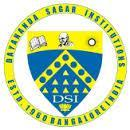 DAYANANDA SAGAR INSTITUTIONS
ESTD 1960 BANGALORE INDIA
DSI